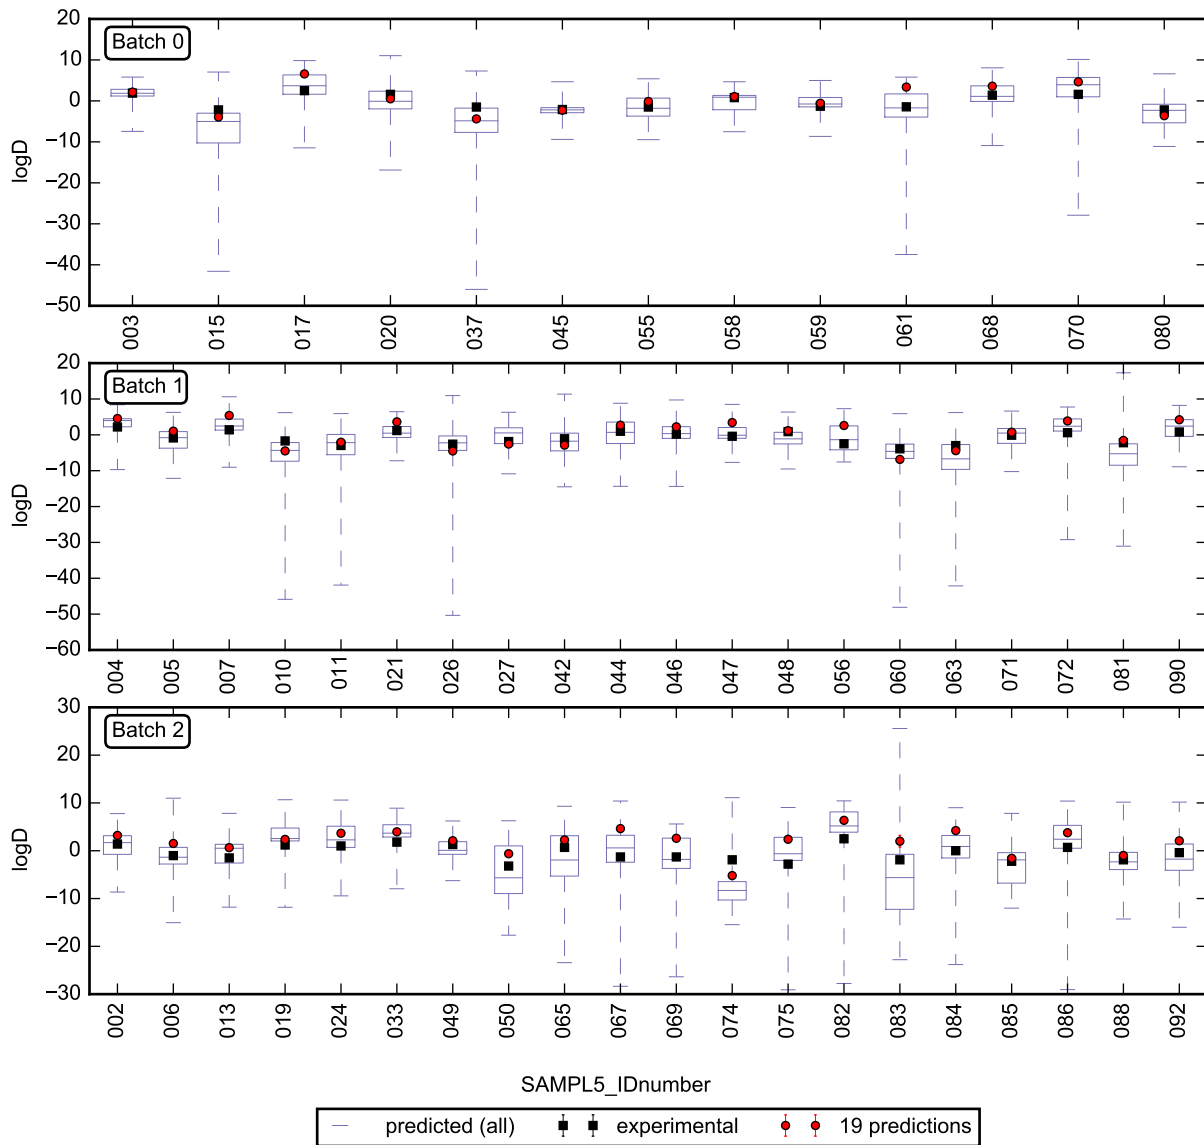 Batch 0
20
10
0
−10
−20
−30
−40
−50
logD
003 015 017 020 037 045 055 058 059 061 068 070 080
Batch 1
20
10
0
−10
−20
−30
−40
−50
−60
logD
004 005 007 010 011 021 026 027 042 044 046 047 048 056 060 063 071 072 081 090
Batch 2
30
20
10
0
−10
−20
−30
logD
002 006 013 019 024 033 049 050 065 067 069 074 075 082 083 084 085 086 088 092
SAMPL5_IDnumber
predicted (all) experimental 19 predictions